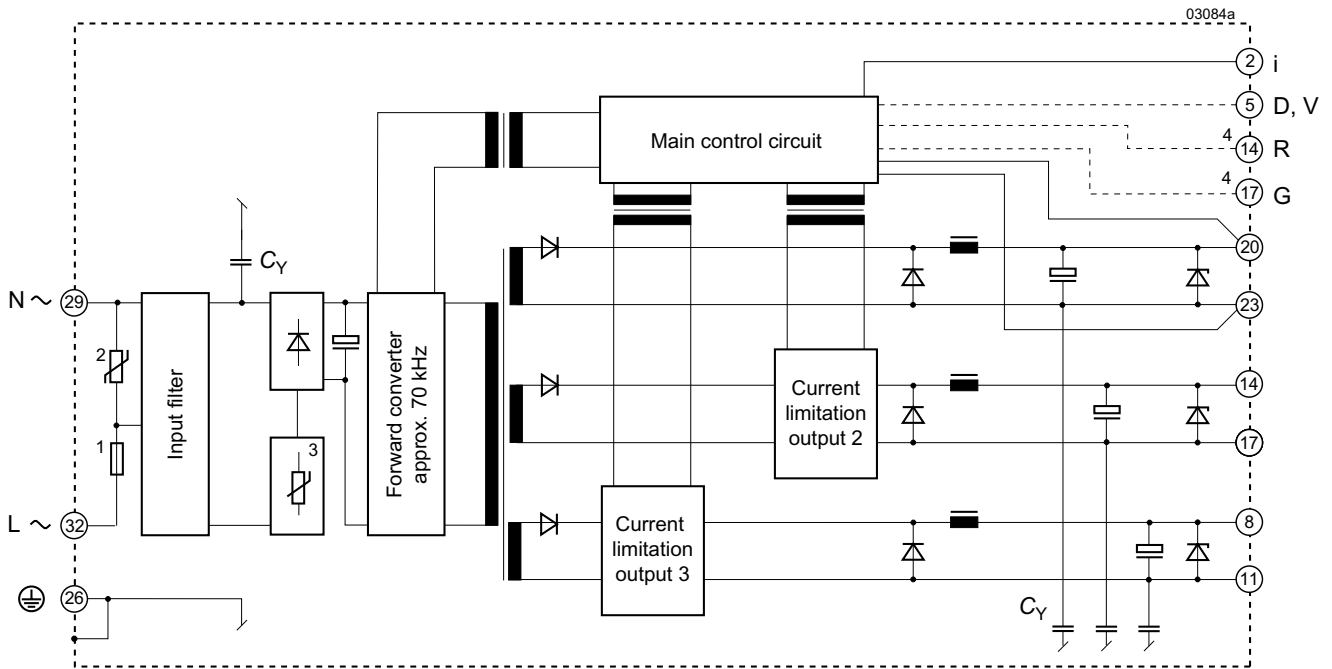 03084a
2 i
5 D, V
4
14 R
4
17 G
Main control circuit
20
C_Y
N ~ 29
23
2
Input filter
Forward converter
approx. 70 kHz
Current
limitation
output 2
14
1
3
17
L ~ 32
Current
limitation
output 3
8
11
26
C_Y